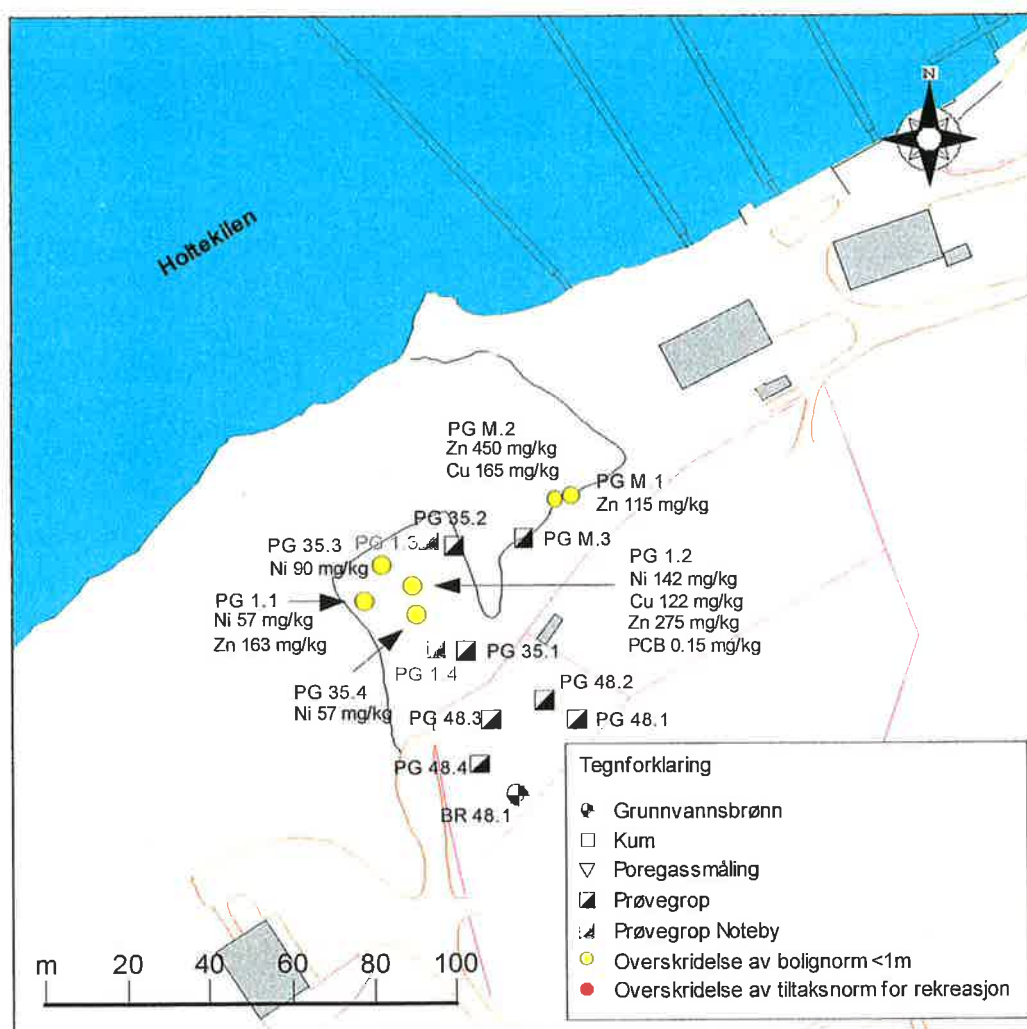 N
Holtekilen
PG M.2
Zn 450 mg/kg
Cu 165 mg/kg
PG M.1
Zn 115 mg/kg
PG 35.2
PG 1.3
PG M.3
PG 35.3
Ni 90 mg/kg
PG 1.2
Ni 142 mg/kg
Cu 122 mg/kg
Zn 275 mg/kg
PCB 0.15 mg/kg
PG 1.1
Ni 57 mg/kg
Zn 163 mg/kg
PG 35.1
PG 1.4
PG 35.4
Ni 57 mg/kg
PG 48.2
PG 48.3
PG 48.1
PG 48.4
BR 48.1
Tegnforklaring
Grunnvannsbrønn
Kum
Poregassmåling
Prøvegrop
Prøvegrop Noteby
Overskridelse av bolignorm <1m
Overskridelse av tiltaksnorm for rekreasjon
m 20 40 60 80 100